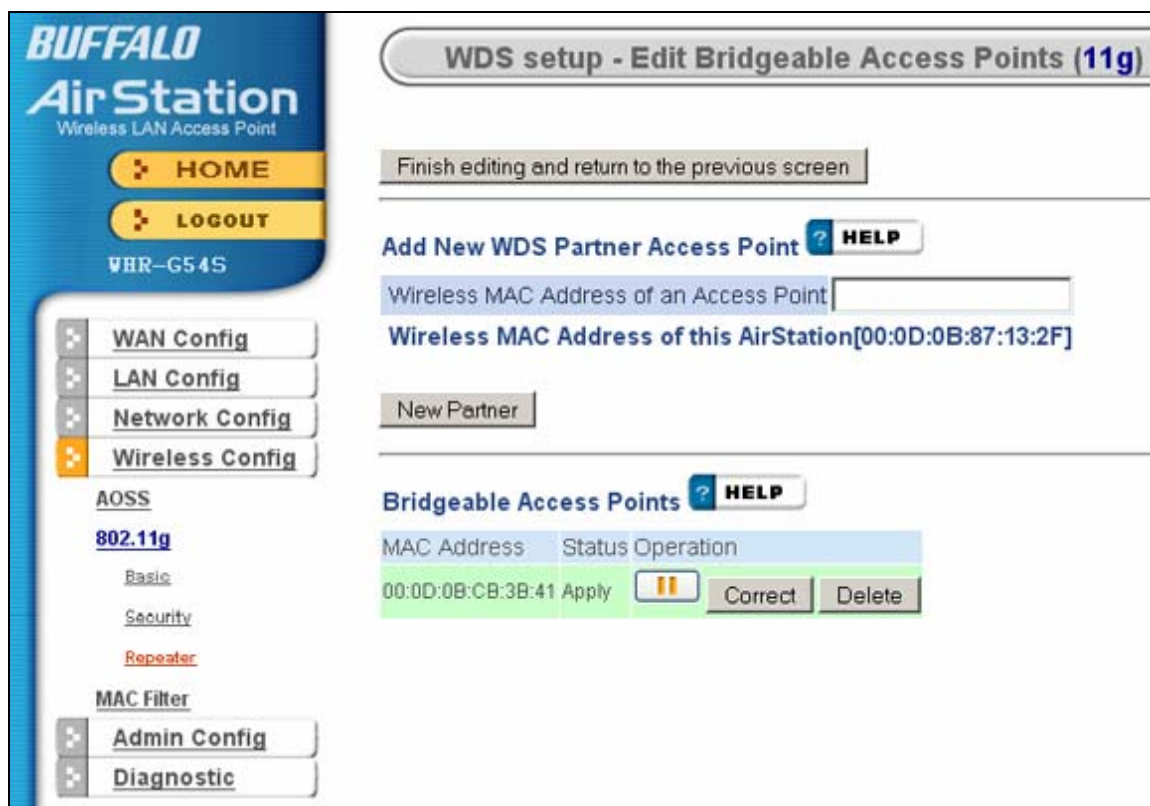 BUFFALO
AirStation
Wireless LAN Access Point
HOME
LOGOUT
WHR-G54S
WAN Config
LAN Config
Network Config
Wireless Config
AOSS
802.11g
Basic
Security
Repeater
MAC Filter
Admin Config
Diagnostic
WDS setup - Edit Bridgeable Access Points (11g)
Finish editing and return to the previous screen
Add New WDS Partner Access Point ? HELP
Wireless MAC Address of an Access Point
Wireless MAC Address of this AirStation[00:0D:0B:87:13:2F]
New Partner
Bridgeable Access Points ? HELP
MAC Address Status Operation
00:0D:0B:CB:3B:41 Apply Correct Delete